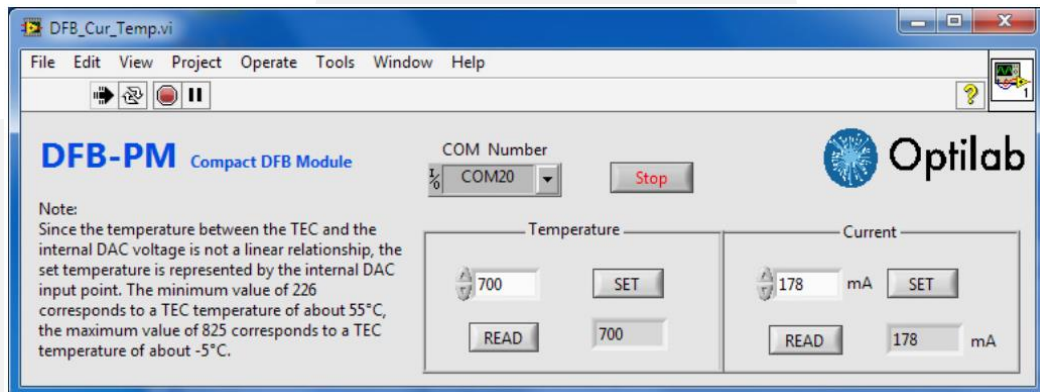 DFB_Cur_Temp.vi
File Edit View Project Operate Tools Window Help
1
DFB-PM Compact DFB Module
COM Number
I/O COM20
Stop
Optilab
Note:
Since the temperature between the TEC and the
internal DAC voltage is not a linear relationship, the
set temperature is represented by the internal DAC
input point. The minimum value of 226
corresponds to a TEC temperature of about 55°C,
the maximum value of 825 corresponds to a TEC
temperature of about -5°C.
Temperature
700 SET
READ 700
Current
178 mA SET
READ 178 mA